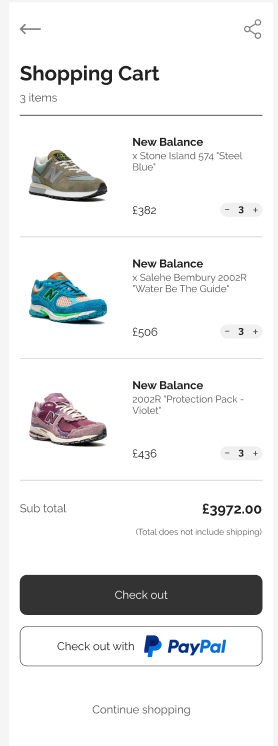 Shopping Cart
3 items
New Balance
x Stone Island 574 "Steel
Blue"
£382
- 3 +
New Balance
x Salehe Bembury 2002R
"Water Be The Guide"
£506
- 3 +
New Balance
2002R "Protection Pack -
Violet"
£436
- 3 +
Sub total
£3972.00
(Total does not include shipping)
Check out
Check out with PayPal
Continue shopping